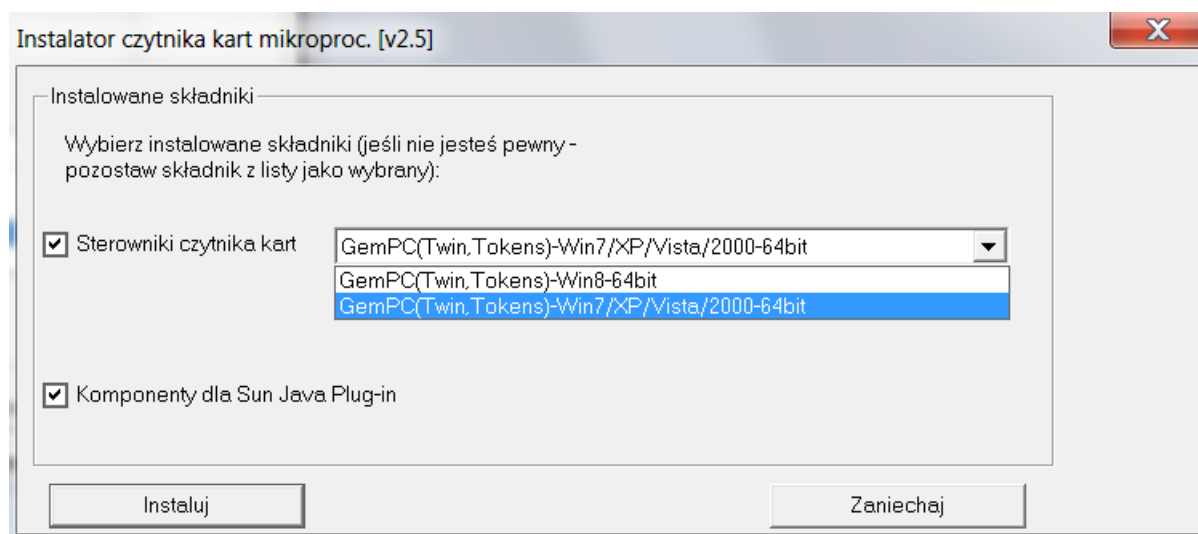 Instalator czytnika kart mikroproc. [v2.5]
X
Instalowane składniki
Wybierz instalowane składniki (jeśli nie jesteś pewny -
pozostaw składnik z listy jako wybrany):
Sterowniki czytnika kart
GemPC(Twin,Tokens)-Win7/XP/Vista/2000-64bit
GemPC(Twin,Tokens)-Win8-64bit
GemPC(Twin,Tokens)-Win7/XP/Vista/2000-64bit
Komponenty dla Sun Java Plug-in
Instaluj
Zaniechaj